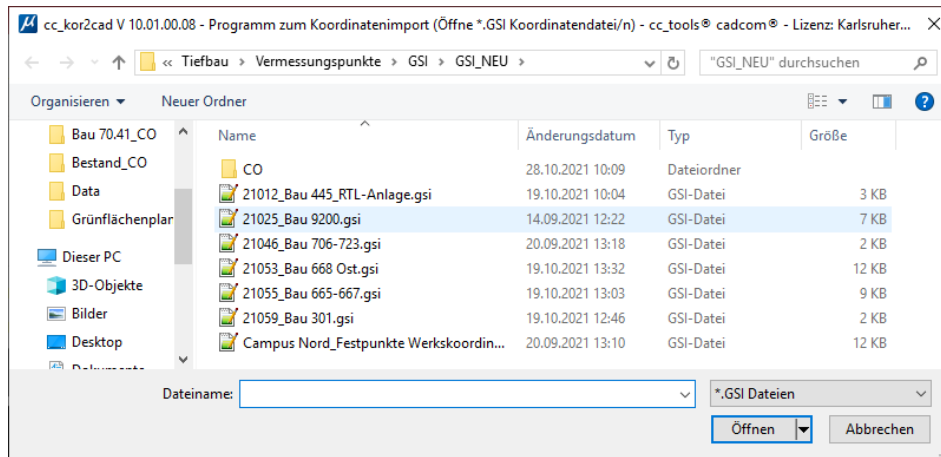 cc_kor2cad V 10.01.00.08 - Programm zum Koordinatenimport (Öffne *.GSI Koordinatendatei/n) - cc_tools® cadcom® - Lizenz: Karlsruher...
« Tiefbau › Vermessungspunkte › GSI › GSI_NEU ›
"GSI_NEU" durchsuchen
Organisieren Neuer Ordner
Bau 70.41_CO
Bestand_CO
Data
Grünflächenplan
Dieser PC
3D-Objekte
Bilder
Desktop
Dokumente
Name Änderungsdatum Typ Größe
CO 28.10.2021 10:09 Dateiordner
21012_Bau 445_RTL-Anlage.gsi 19.10.2021 10:04 GSI-Datei 3 KB
21025_Bau 9200.gsi 14.09.2021 12:22 GSI-Datei 7 KB
21046_Bau 706-723.gsi 20.09.2021 13:18 GSI-Datei 2 KB
21053_Bau 668 Ost.gsi 19.10.2021 13:32 GSI-Datei 12 KB
21055_Bau 665-667.gsi 19.10.2021 13:03 GSI-Datei 9 KB
21059_Bau 301.gsi 19.10.2021 12:46 GSI-Datei 2 KB
Campus Nord_Festpunkte Werkskoordin... 20.09.2021 13:10 GSI-Datei 12 KB
Dateiname:
*.GSI Dateien
Öffnen Abbrechen